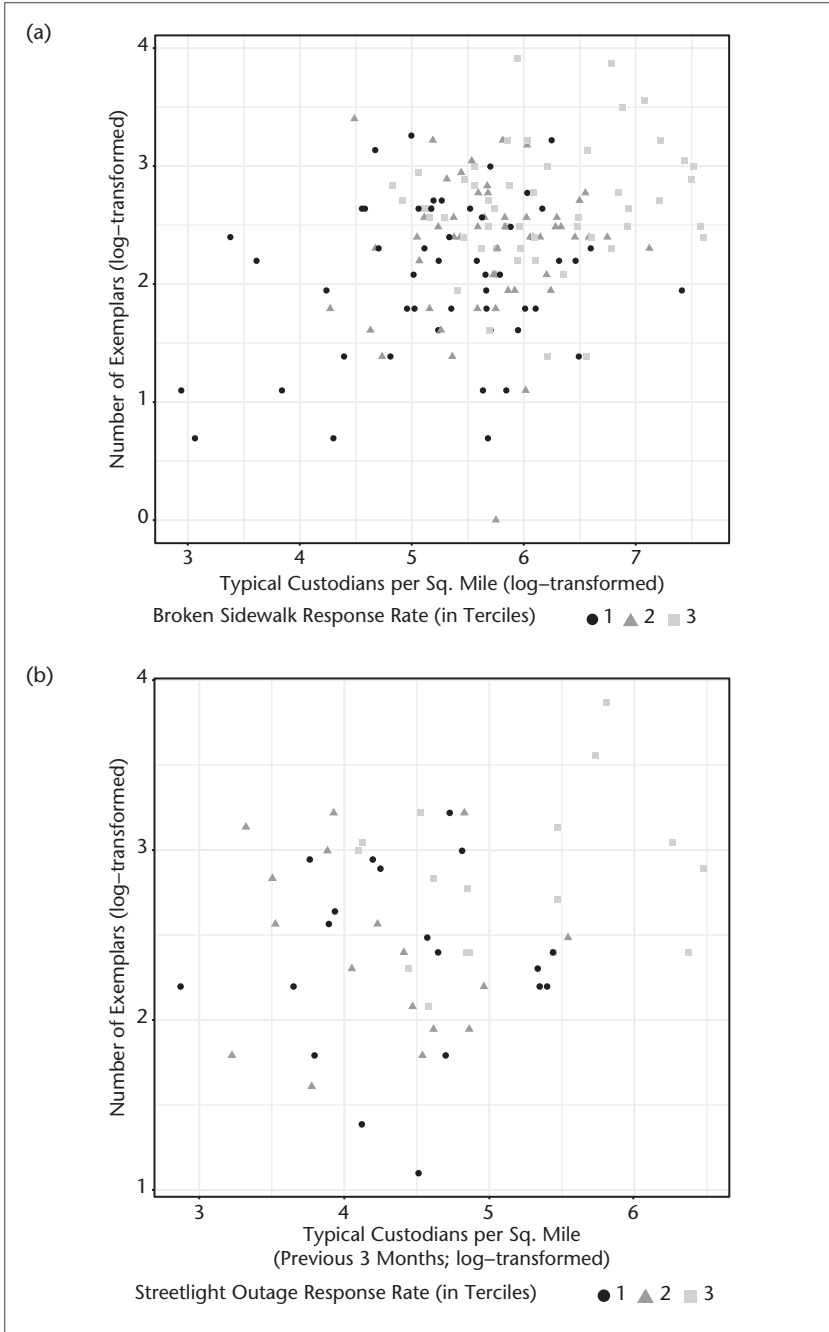 (a)
4
3
2
1
0
Number of Exemplars (log–transformed)
3 4 5 6 7
Typical Custodians per Sq. Mile (log–transformed)
Broken Sidewalk Response Rate (in Terciles) 1 2 3
(b)
4
3
2
1
Number of Exemplars (log–transformed)
3 4 5 6
Typical Custodians per Sq. Mile
(Previous 3 Months; log–transformed)
Streetlight Outage Response Rate (in Terciles) 1 2 3